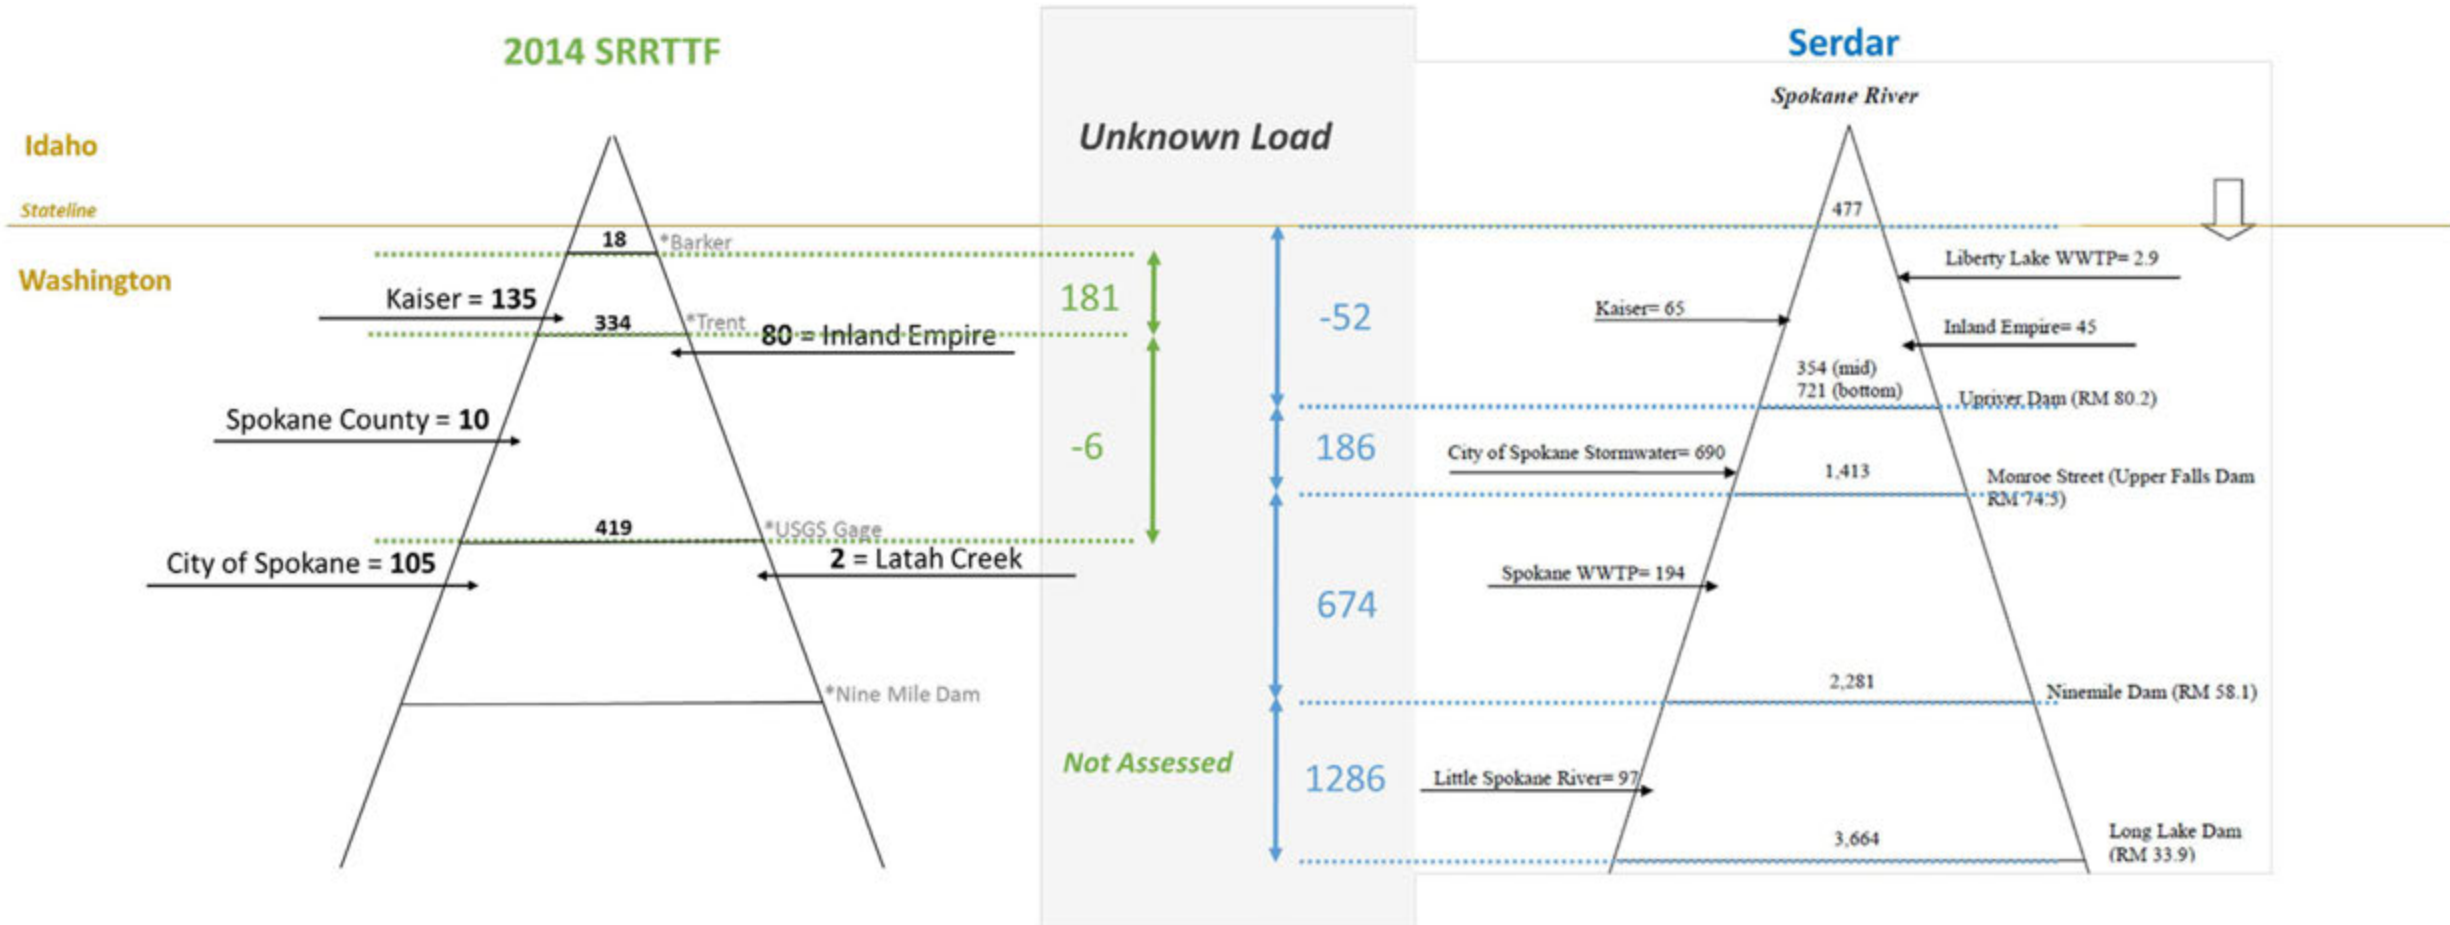 2014 SRRTTF
Serdar
Unknown Load
Spokane River
Idaho
Stateline
Washington
18
*Barker
Kaiser = 135
334
*Trent
80 = Inland Empire
Spokane County = 10
419
*USGS Gage
City of Spokane = 105
2 = Latah Creek
*Nine Mile Dam
181
-6
Not Assessed
-52
186
674
1286
477
Liberty Lake WWTP= 2.9
Kaiser= 65
Inland Empire= 45
354 (mid)
721 (bottom)
Upriver Dam (RM 80.2)
City of Spokane Stormwater= 690
1,413
Monroe Street (Upper Falls Dam
RM 74.5)
Spokane WWTP= 194
2,281
Ninemile Dam (RM 58.1)
Little Spokane River= 97
3,664
Long Lake Dam
(RM 33.9)